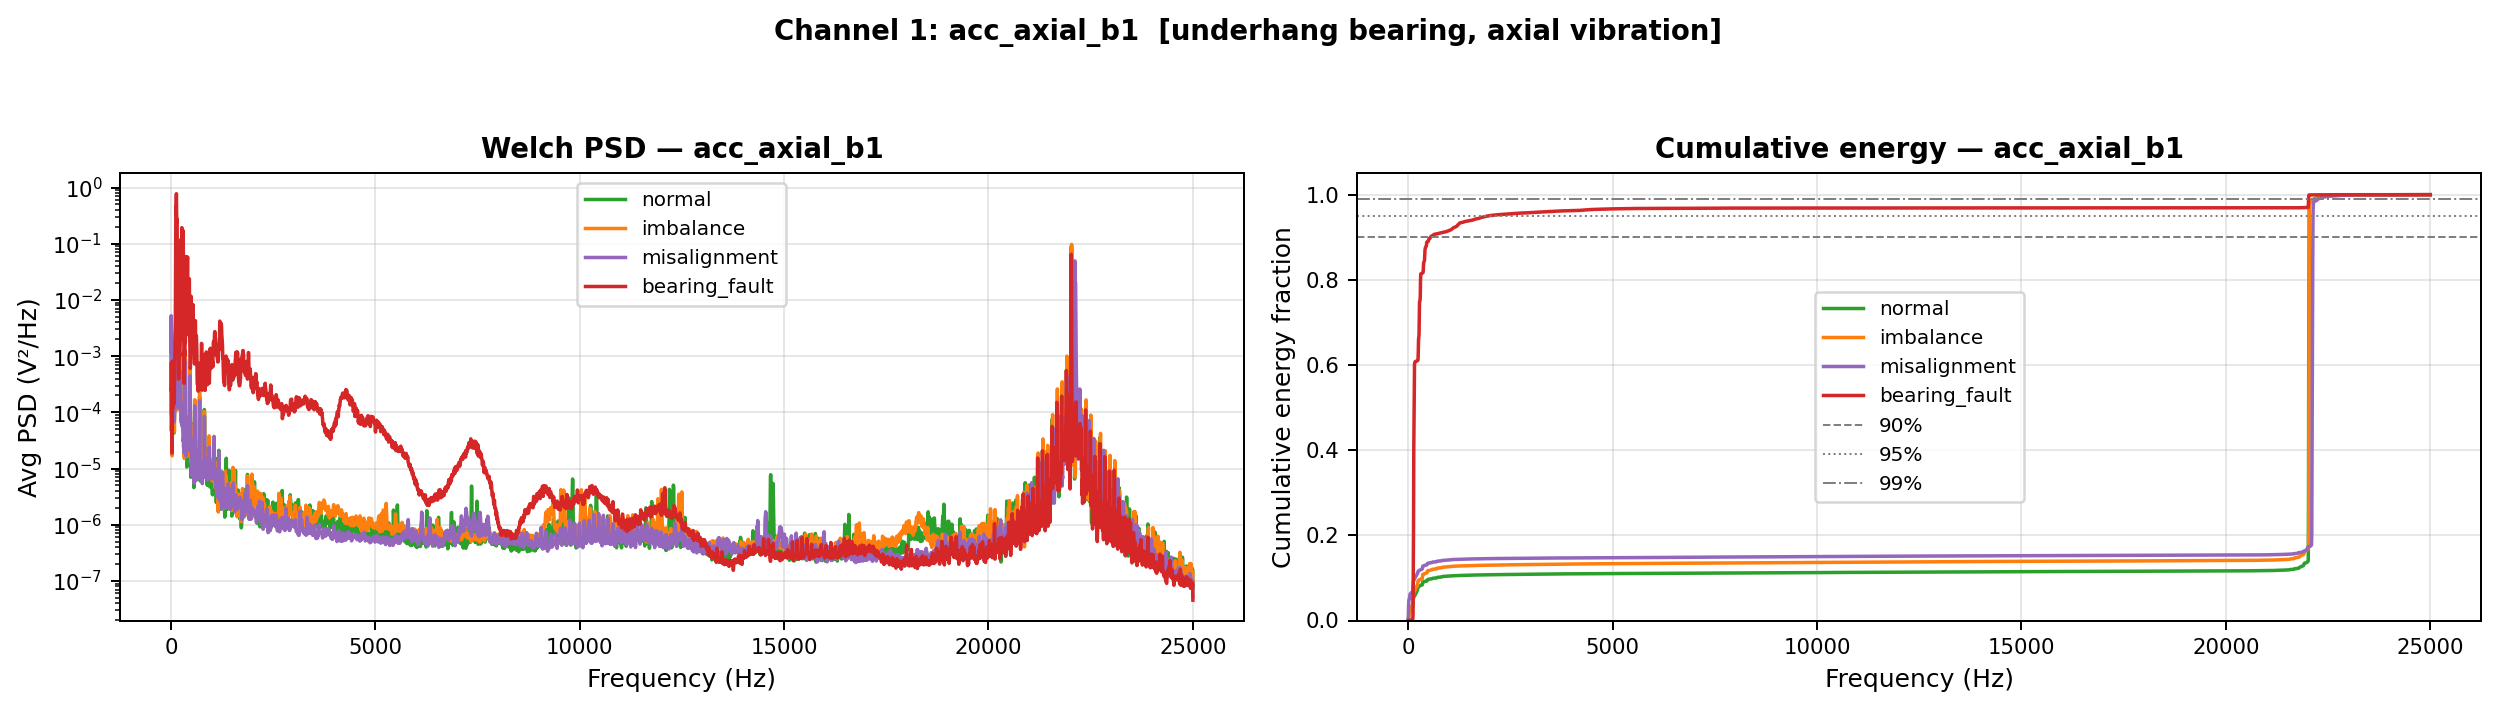 Channel 1: acc_axial_b1  [underhang bearing, axial vibration]
Welch PSD — acc_axial_b1
Avg PSD (V²/Hz)
10⁰
10⁻¹
10⁻²
10⁻³
10⁻⁴
10⁻⁵
10⁻⁶
10⁻⁷
normal
imbalance
misalignment
bearing_fault
0
5000
10000
15000
20000
25000
Frequency (Hz)
Cumulative energy — acc_axial_b1
Cumulative energy fraction
1.0
0.8
0.6
0.4
0.2
0.0
normal
imbalance
misalignment
bearing_fault
90%
95%
99%
0
5000
10000
15000
20000
25000
Frequency (Hz)